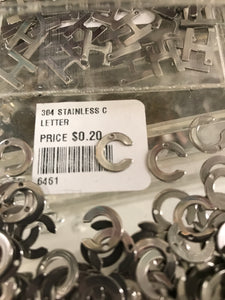 304 STAINLESS C
LETTER
PRICE $0.20
6461